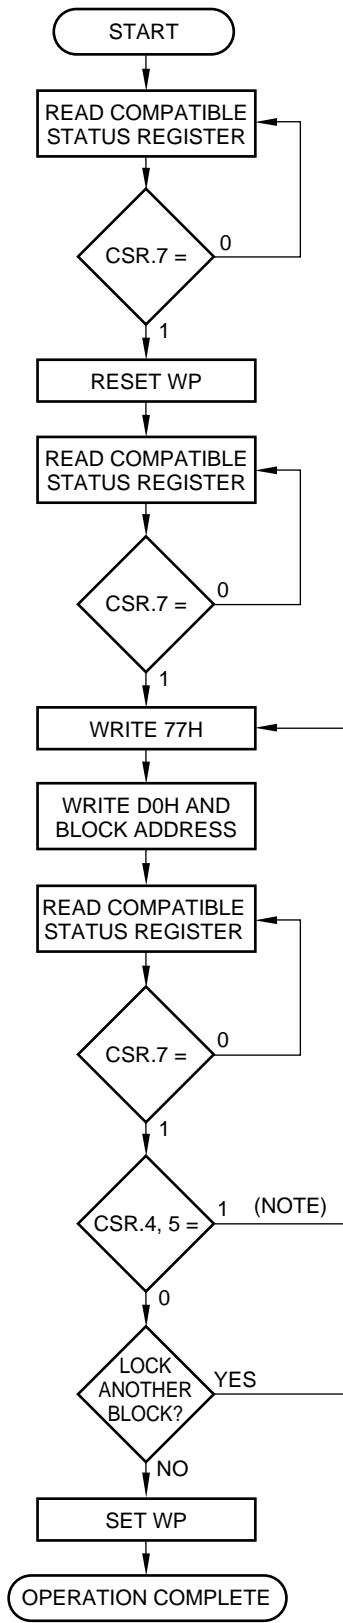 START
READ COMPATIBLE
STATUS REGISTER
CSR.7 =
0
1
RESET WP
READ COMPATIBLE
STATUS REGISTER
CSR.7 =
0
1
WRITE 77H
WRITE D0H AND
BLOCK ADDRESS
READ COMPATIBLE
STATUS REGISTER
CSR.7 =
0
1
CSR.4, 5 =
1 (NOTE)
0
LOCK
ANOTHER
BLOCK?
YES
NO
SET WP
OPERATION COMPLETE